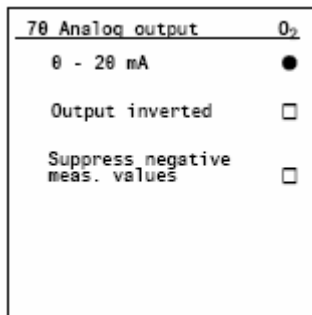 70 Analog output O₂
0 - 20 mA
Output inverted
Suppress negative
meas. values